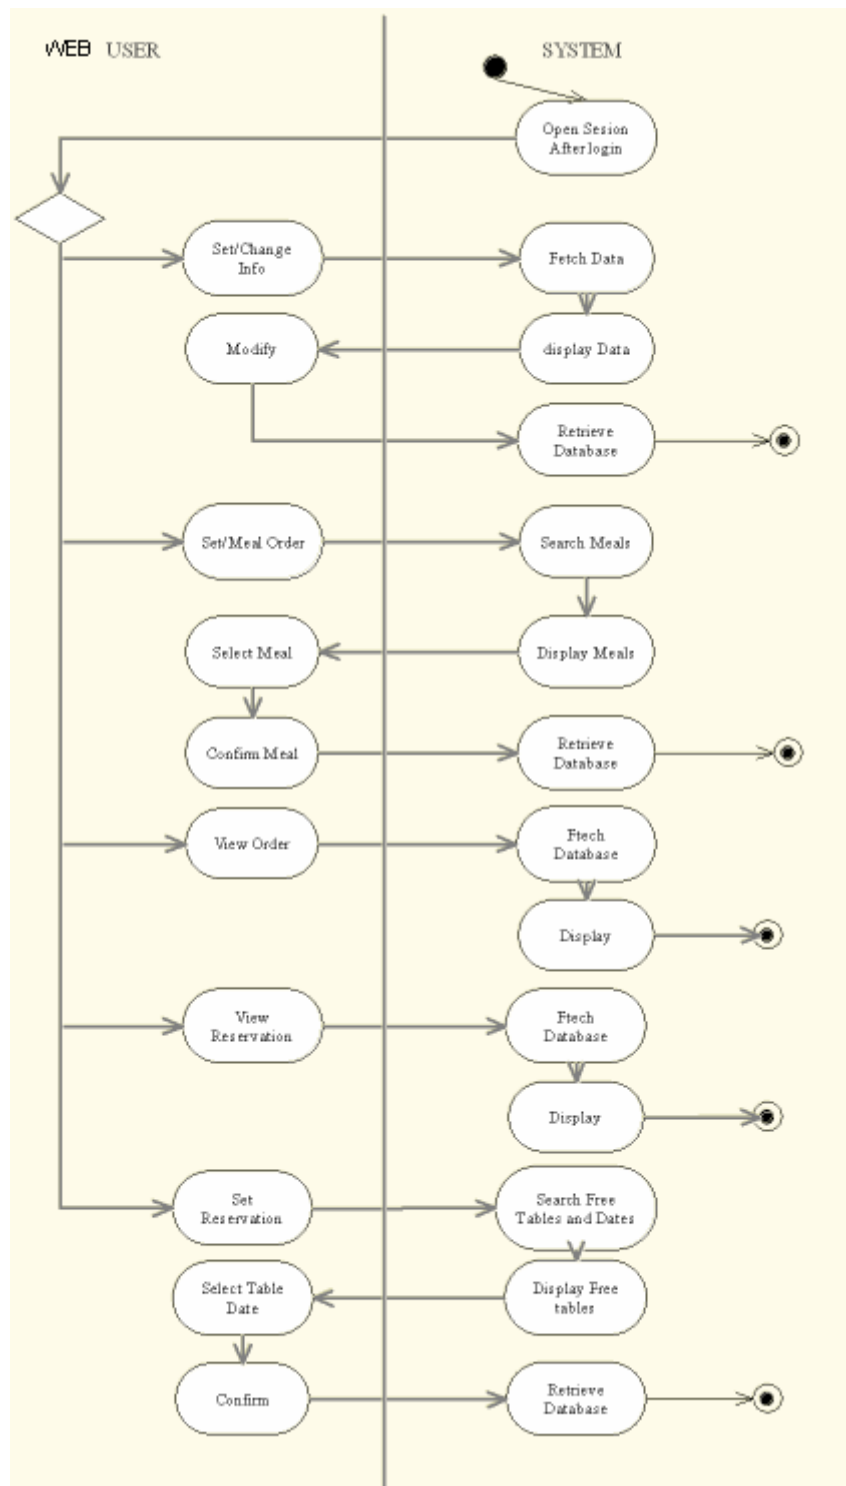 WEB USER
SYSTEM
Open Sesion
After login
Set/Change
Info
Fetch Data
Modify
display Data
Retrieve
Database
Set/Meal Order
Search Meals
Select Meal
Display Meals
Confirm Meal
Retrieve
Database
View Order
Ftech
Database
Display
View
Reservation
Ftech
Database
Display
Set
Reservation
Search Free
Tables and Dates
Select Table
Date
Display Free
tables
Confirm
Retrieve
Database